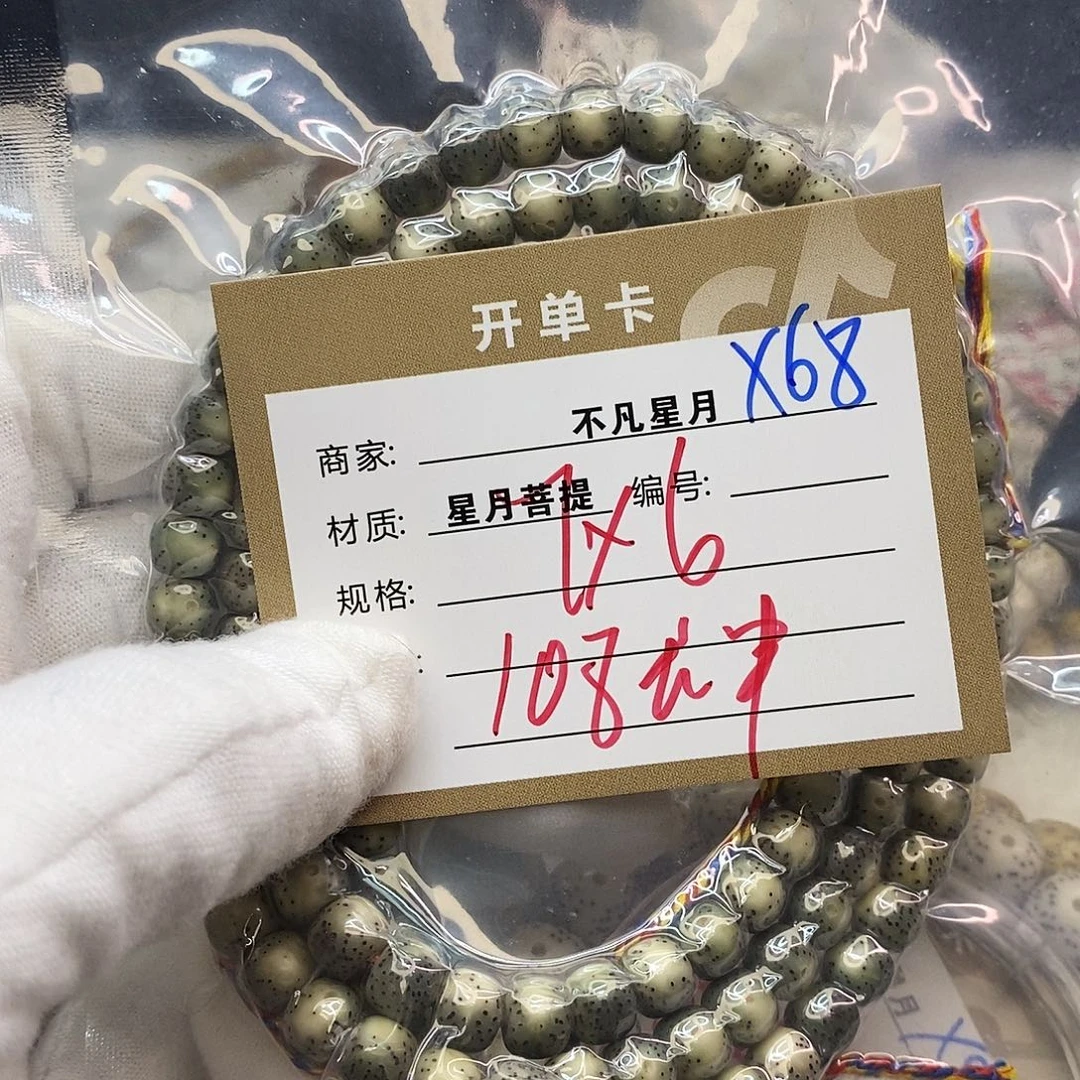 开单卡
商家: 不凡星月 X68
材质: 星月菩提 编号:
规格: 7x6
: 108
月